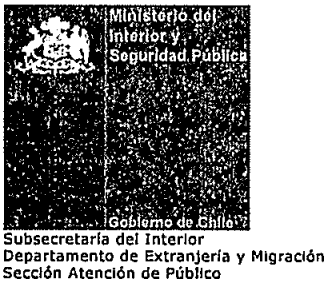 Ministerio del
Interior y
Seguridad Pública
Gobierno de Chile
Subsecretaría del Interior
Departamento de Extranjería y Migración
Sección Atención de Público